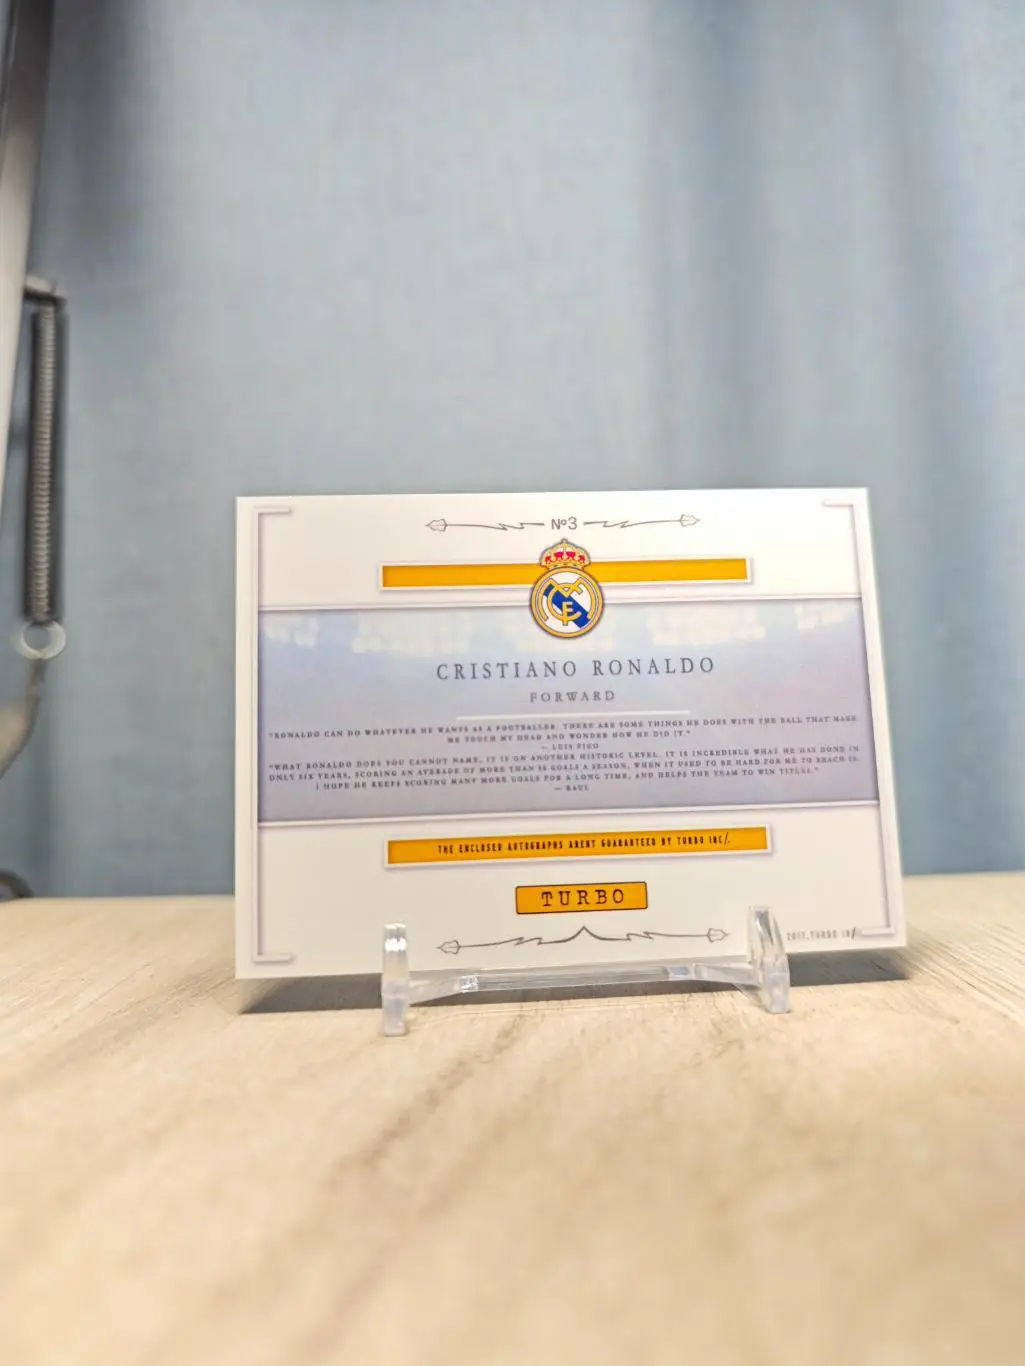 Nº3
CRISTIANO RONALDO
FORWARD
"RONALDO CAN DO WHATEVER HE WANTS AS A FOOTBALLER. THERE ARE SOME THINGS HE DOES WITH THE BALL THAT MAKE
ME TOUCH MY HEAD AND WONDER HOW HE DID IT."
— LUIS FIGO
"WHAT RONALDO DOES YOU CANNOT NAME, IT IS ON ANOTHER HISTORIC LEVEL. IT IS INCREDIBLE WHAT HE HAS DONE IN
ONLY SIX YEARS, SCORING AN AVERAGE OF MORE THAN 50 GOALS A SEASON, WHEN IT USED TO BE HARD FOR ME TO REACH 20.
I HOPE HE KEEPS SCORING MANY MORE GOALS FOR A LONG TIME, AND HELPS THE TEAM TO WIN TITLES."
— RAUL
THE ENCLOSED AUTOGRAPHS ARENT GUARANTEED BY TURBO INC/.
TURBO
TURBO IN/